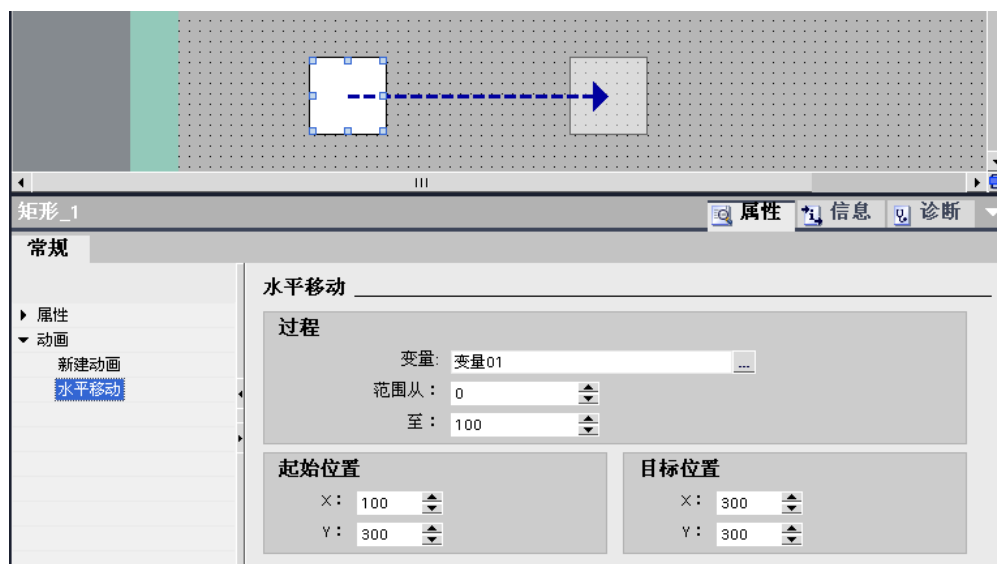 矩形_1
属性 信息 诊断
常规
水平移动
属性
动画
新建动画
水平移动
过程
变量: 变量01 ...
范围从: 0
至: 100
起始位置
X: 100
Y: 300
目标位置
X: 300
Y: 300